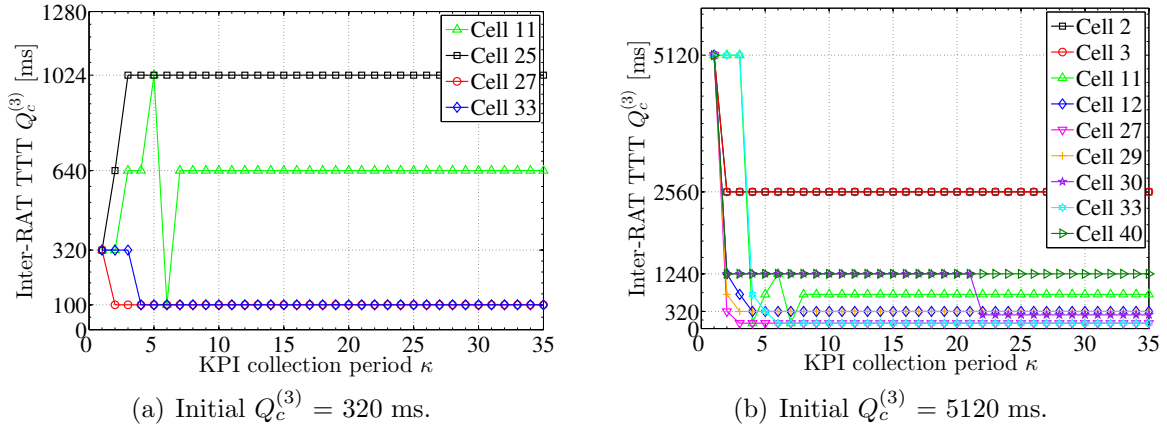 1280
1024
640
320
100
0
0 5 10 15 20 25 30 35
Inter-RAT TTT Q_c^(3) [ms]
KPI collection period κ
Cell 11
Cell 25
Cell 27
Cell 33
(a) Initial Q_c^(3) = 320 ms.
5120
2560
1240
320
0
0 5 10 15 20 25 30 35
Inter-RAT TTT Q_c^(3) [ms]
KPI collection period κ
Cell 2
Cell 3
Cell 11
Cell 12
Cell 27
Cell 29
Cell 30
Cell 33
Cell 40
(b) Initial Q_c^(3) = 5120 ms.